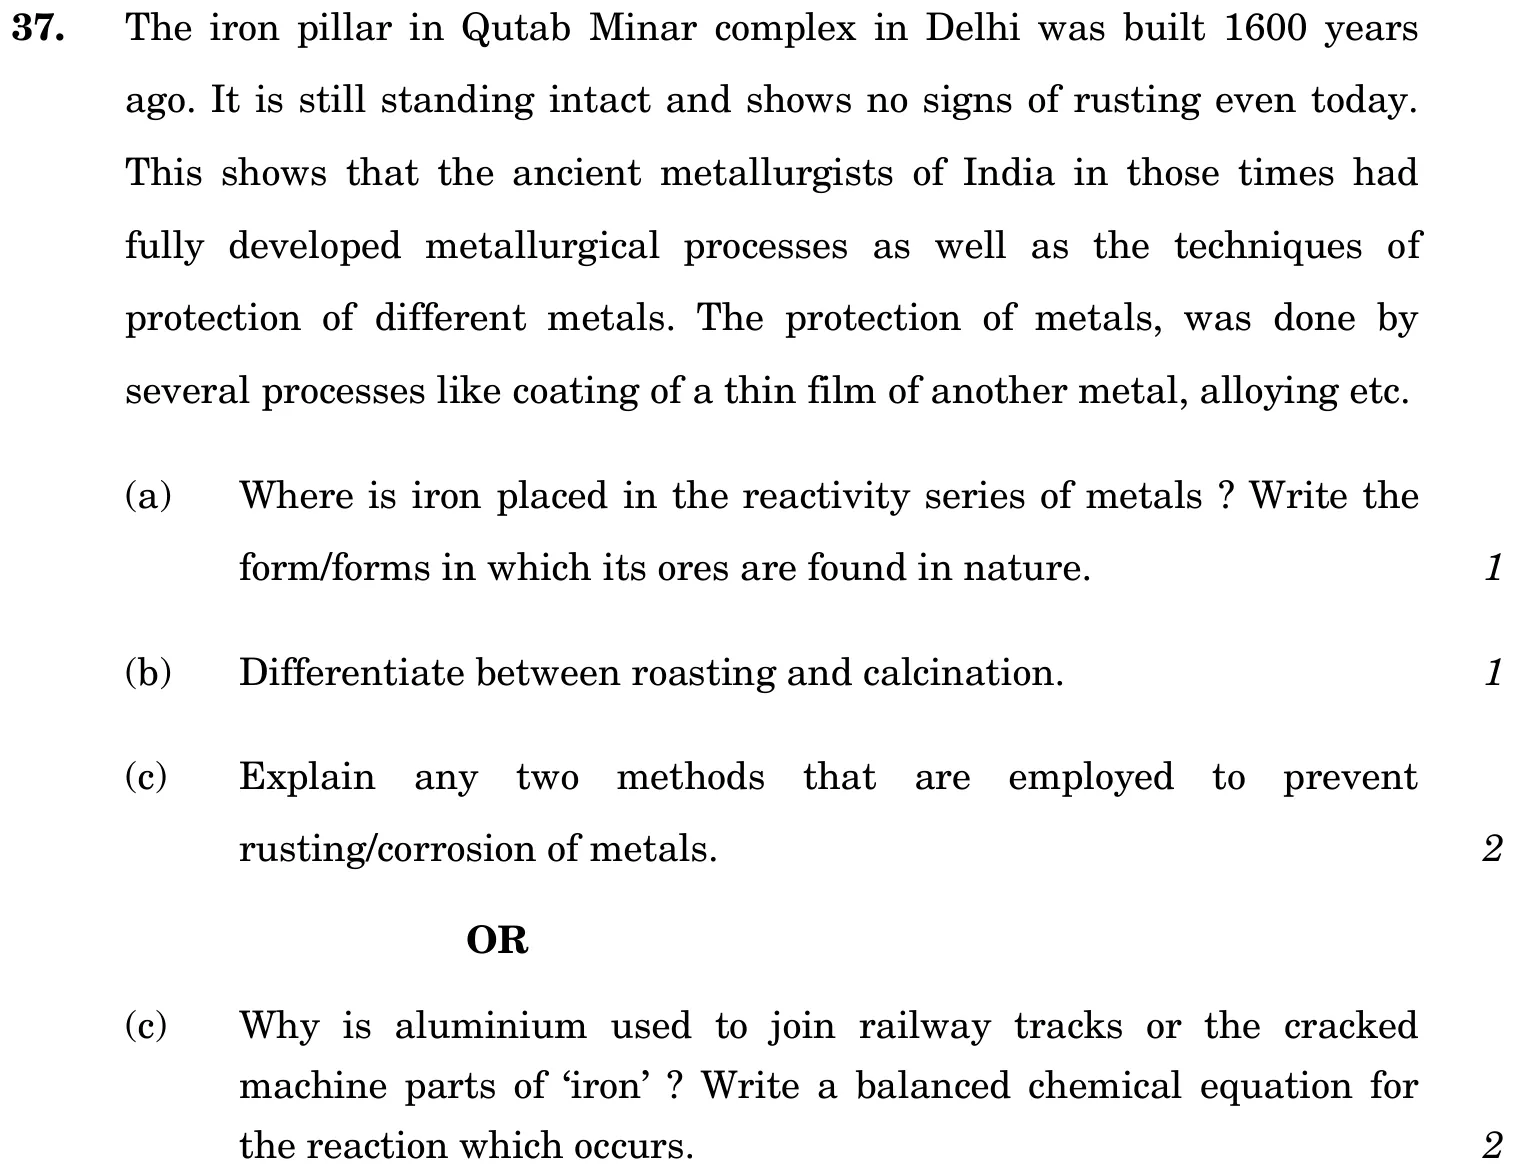 37. The iron pillar in Qutab Minar complex in Delhi was built 1600 years
ago. It is still standing intact and shows no signs of rusting even today.
This shows that the ancient metallurgists of India in those times had
fully developed metallurgical processes as well as the techniques of
protection of different metals. The protection of metals, was done by
several processes like coating of a thin film of another metal, alloying etc.
(a) Where is iron placed in the reactivity series of metals ? Write the
form/forms in which its ores are found in nature. 1
(b) Differentiate between roasting and calcination. 1
(c) Explain any two methods that are employed to prevent
rusting/corrosion of metals. 2
OR
(c) Why is aluminium used to join railway tracks or the cracked
machine parts of ‘iron’ ? Write a balanced chemical equation for
the reaction which occurs. 2